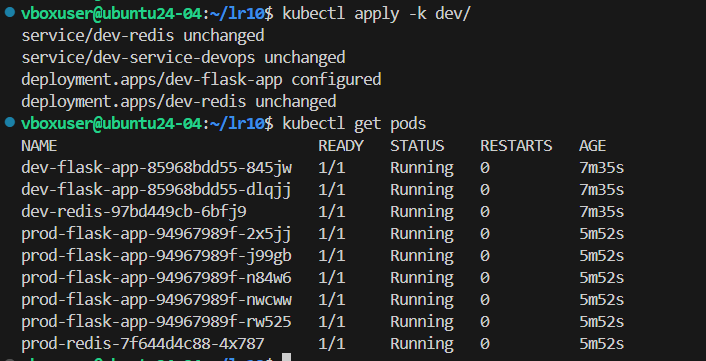 vboxuser@ubuntu24-04:~/lr10$ kubectl apply -k dev/
service/dev-redis unchanged
service/dev-service-devops unchanged
deployment.apps/dev-flask-app configured
deployment.apps/dev-redis unchanged
vboxuser@ubuntu24-04:~/lr10$ kubectl get pods
NAME READY STATUS RESTARTS AGE
dev-flask-app-85968bdd55-845jw 1/1 Running 0 7m35s
dev-flask-app-85968bdd55-dlqjj 1/1 Running 0 7m35s
dev-redis-97bd449cb-6bfj9 1/1 Running 0 7m35s
prod-flask-app-94967989f-2x5jj 1/1 Running 0 5m52s
prod-flask-app-94967989f-j99gb 1/1 Running 0 5m52s
prod-flask-app-94967989f-n84w6 1/1 Running 0 5m52s
prod-flask-app-94967989f-nwcww 1/1 Running 0 5m52s
prod-flask-app-94967989f-rw525 1/1 Running 0 5m52s
prod-redis-7f644d4c88-4x787 1/1 Running 0 5m52s